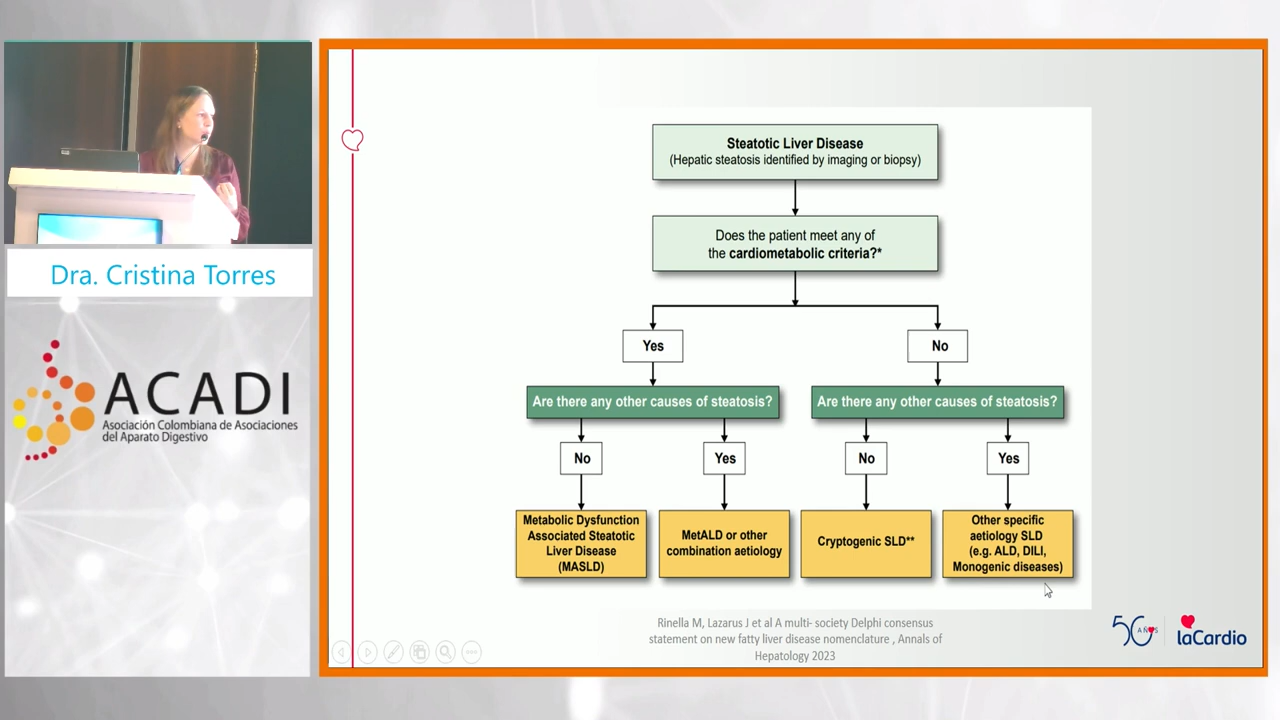 Dra. Cristina Torres
ACADI
Asociación Colombiana de Asociaciones
del Aparato Digestivo
Steatotic Liver Disease
(Hepatic steatosis identified by imaging or biopsy)
Does the patient meet any of
the cardiometabolic criteria?*
Yes
No
Are there any other causes of steatosis?
Are there any other causes of steatosis?
No
Yes
No
Yes
Metabolic Dysfunction
Associated Steatotic
Liver Disease
(MASLD)
MetALD or other
combination aetiology
Cryptogenic SLD**
Other specific
aetiology SLD
(e.g. ALD, DILI,
Monogenic diseases)
Rinella M, Lazarus J et al A multi- society Delphi consensus
statement on new fatty liver disease nomenclature , Annals of
Hepatology 2023
50 AÑOS
laCardio